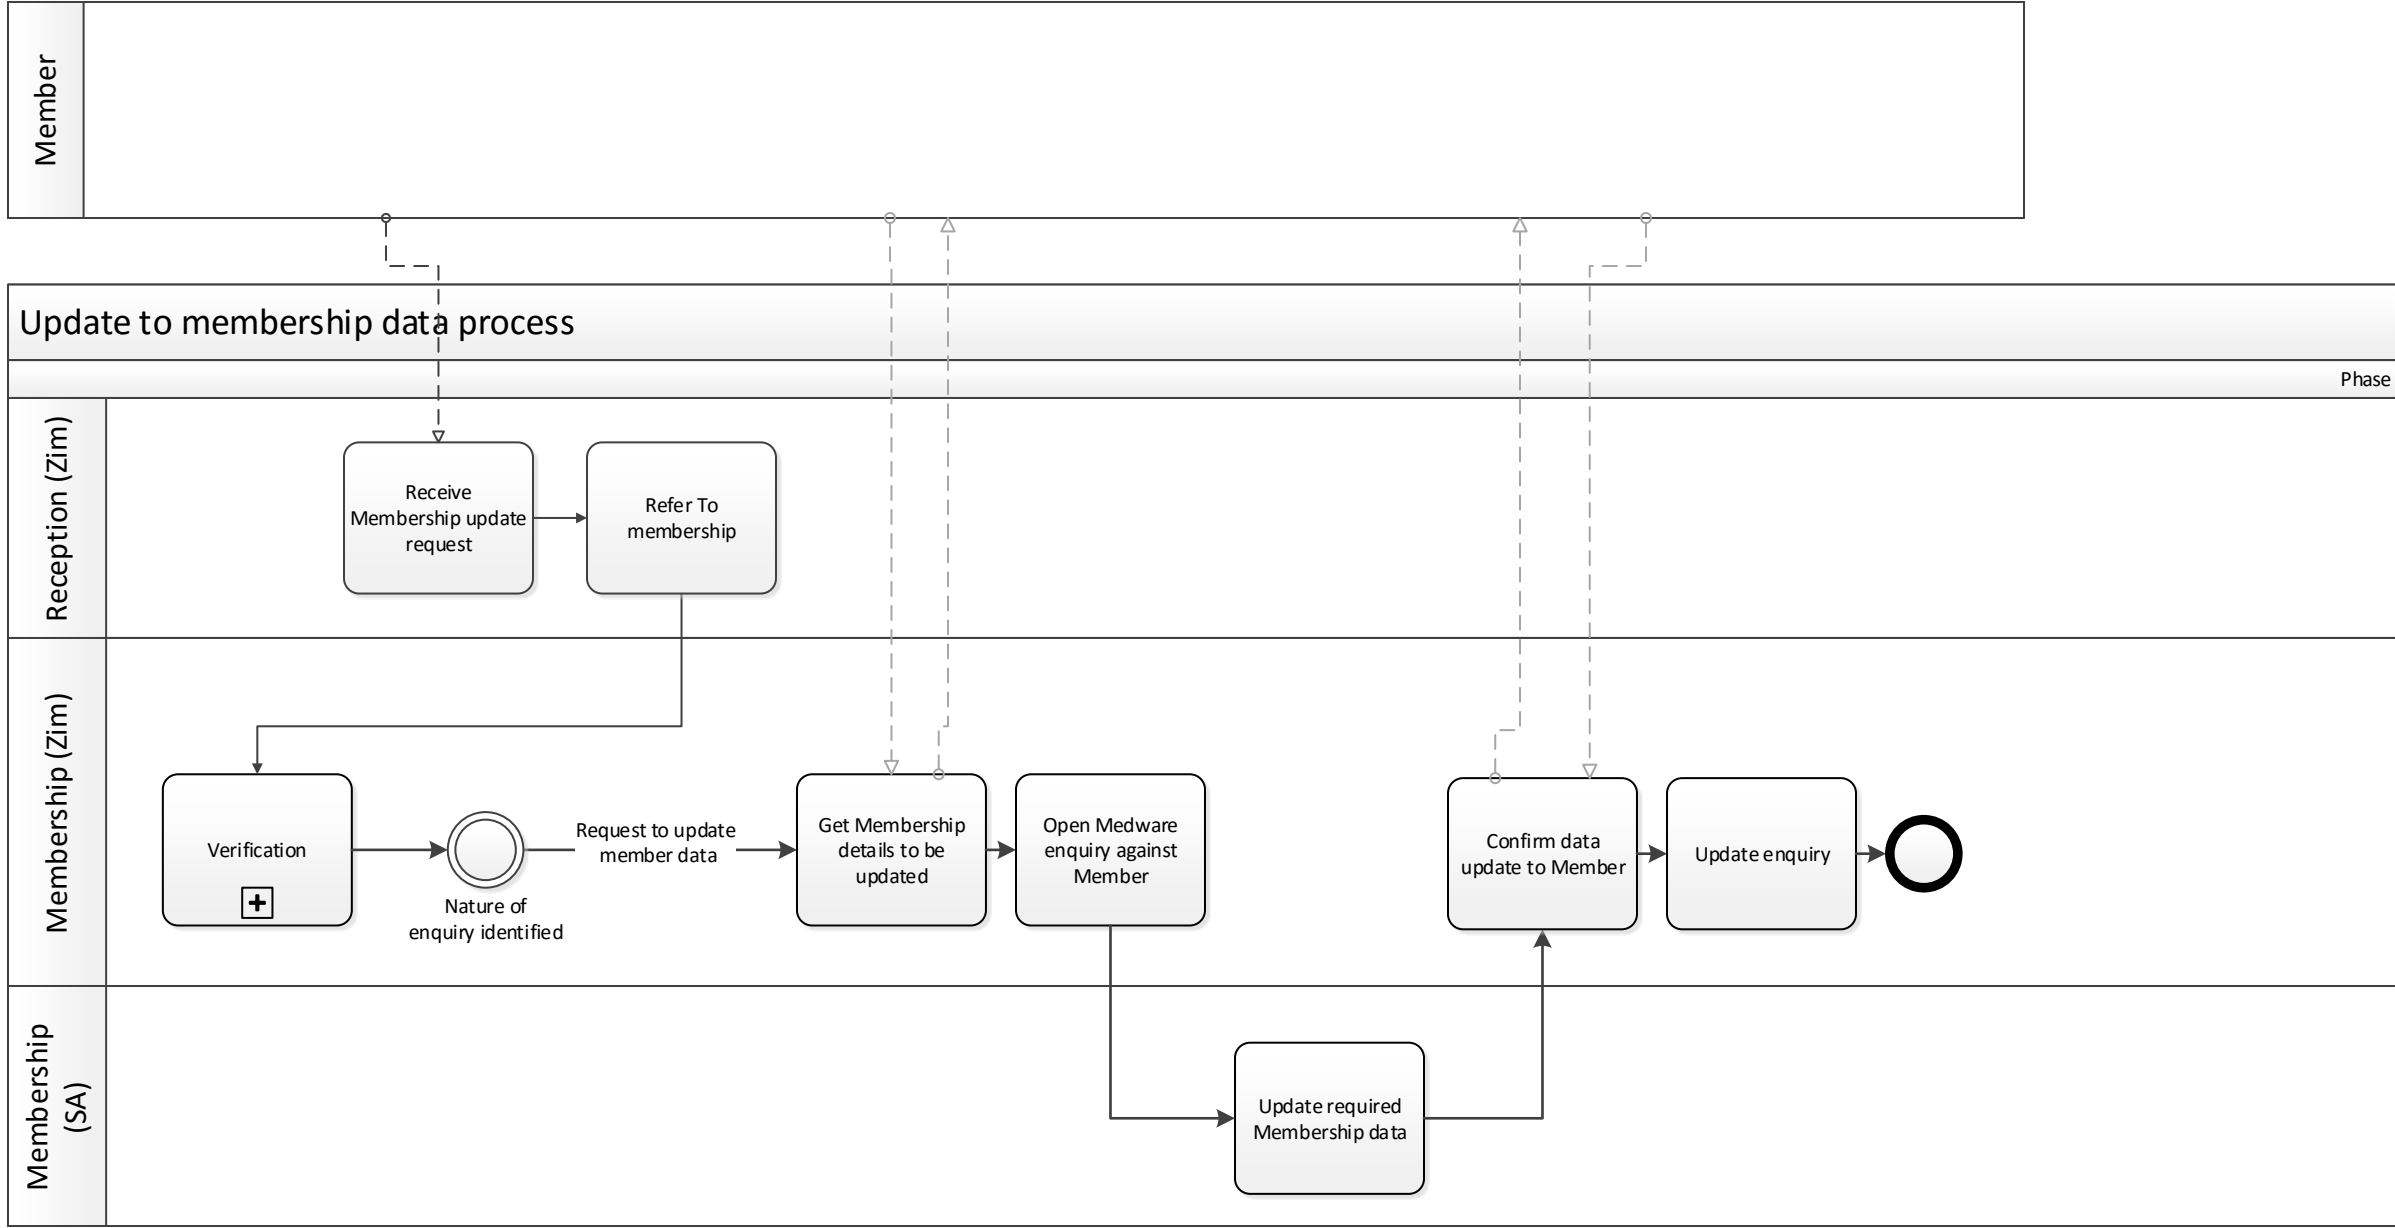 Member
Update to membership data process
Phase
Reception (Zim)
Receive
Membership update
request
Refer To
membership
Membership (Zim)
Verification
Nature of
enquiry identified
Request to update
member data
Get Membership
details to be
updated
Open Medware
enquiry against
Member
Confirm data
update to Member
Update enquiry
Membership
(SA)
Update required
Membership data